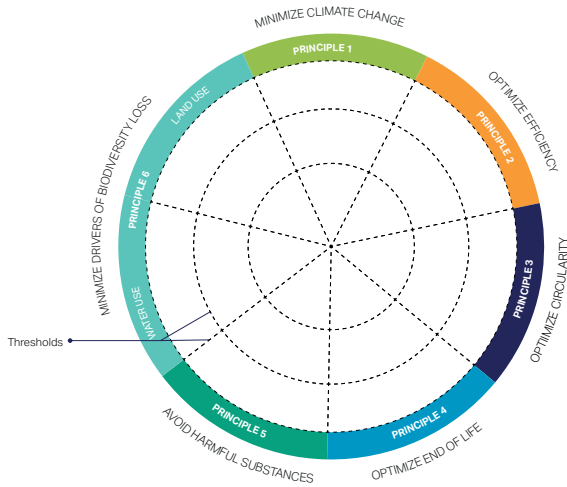 MINIMIZE CLIMATE CHANGE
PRINCIPLE 1
OPTIMIZE EFFICIENCY
PRINCIPLE 2
OPTIMIZE CIRCULARITY
PRINCIPLE 3
OPTIMIZE END OF LIFE
PRINCIPLE 4
AVOID HARMFUL SUBSTANCES
PRINCIPLE 5
MINIMIZE DRIVERS OF BIODIVERSITY LOSS
PRINCIPLE 6
LAND USE
WATER USE
Thresholds